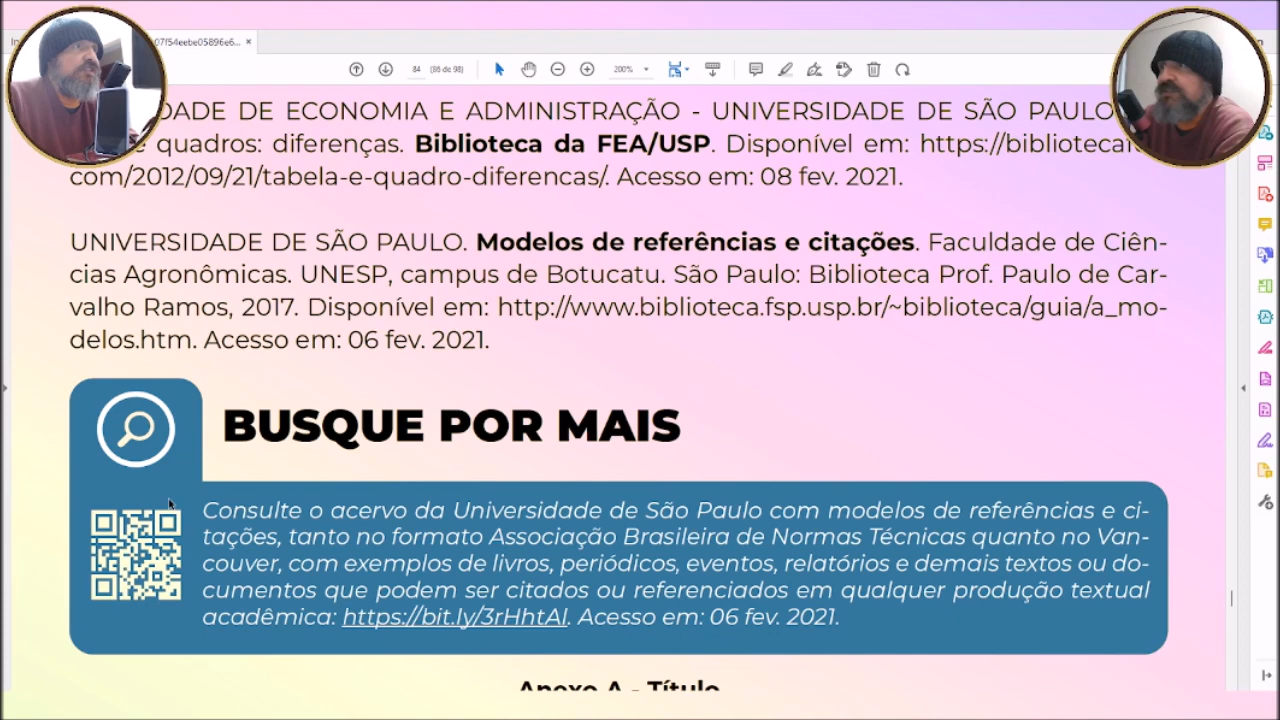 07f54eebe05896e6... ×
84 (86 de 98) 200%
DADE DE ECONOMIA E ADMINISTRAÇÃO - UNIVERSIDADE DE SÃO PAULO
e quadros: diferenças. Biblioteca da FEA/USP. Disponível em: https://biblioteca
com/2012/09/21/tabela-e-quadro-diferencas/. Acesso em: 08 fev. 2021.
UNIVERSIDADE DE SÃO PAULO. Modelos de referências e citações. Faculdade de Ciên-
cias Agronômicas. UNESP, campus de Botucatu. São Paulo: Biblioteca Prof. Paulo de Car-
valho Ramos, 2017. Disponível em: http://www.biblioteca.fsp.usp.br/~biblioteca/guia/a_mo-
delos.htm. Acesso em: 06 fev. 2021.
BUSQUE POR MAIS
Consulte o acervo da Universidade de São Paulo com modelos de referências e ci-
tações, tanto no formato Associação Brasileira de Normas Técnicas quanto no Van-
couver, com exemplos de livros, periódicos, eventos, relatórios e demais textos ou do-
cumentos que podem ser citados ou referenciados em qualquer produção textual
acadêmica: https://bit.ly/3rHhtAI. Acesso em: 06 fev. 2021.
Anexo A - Título